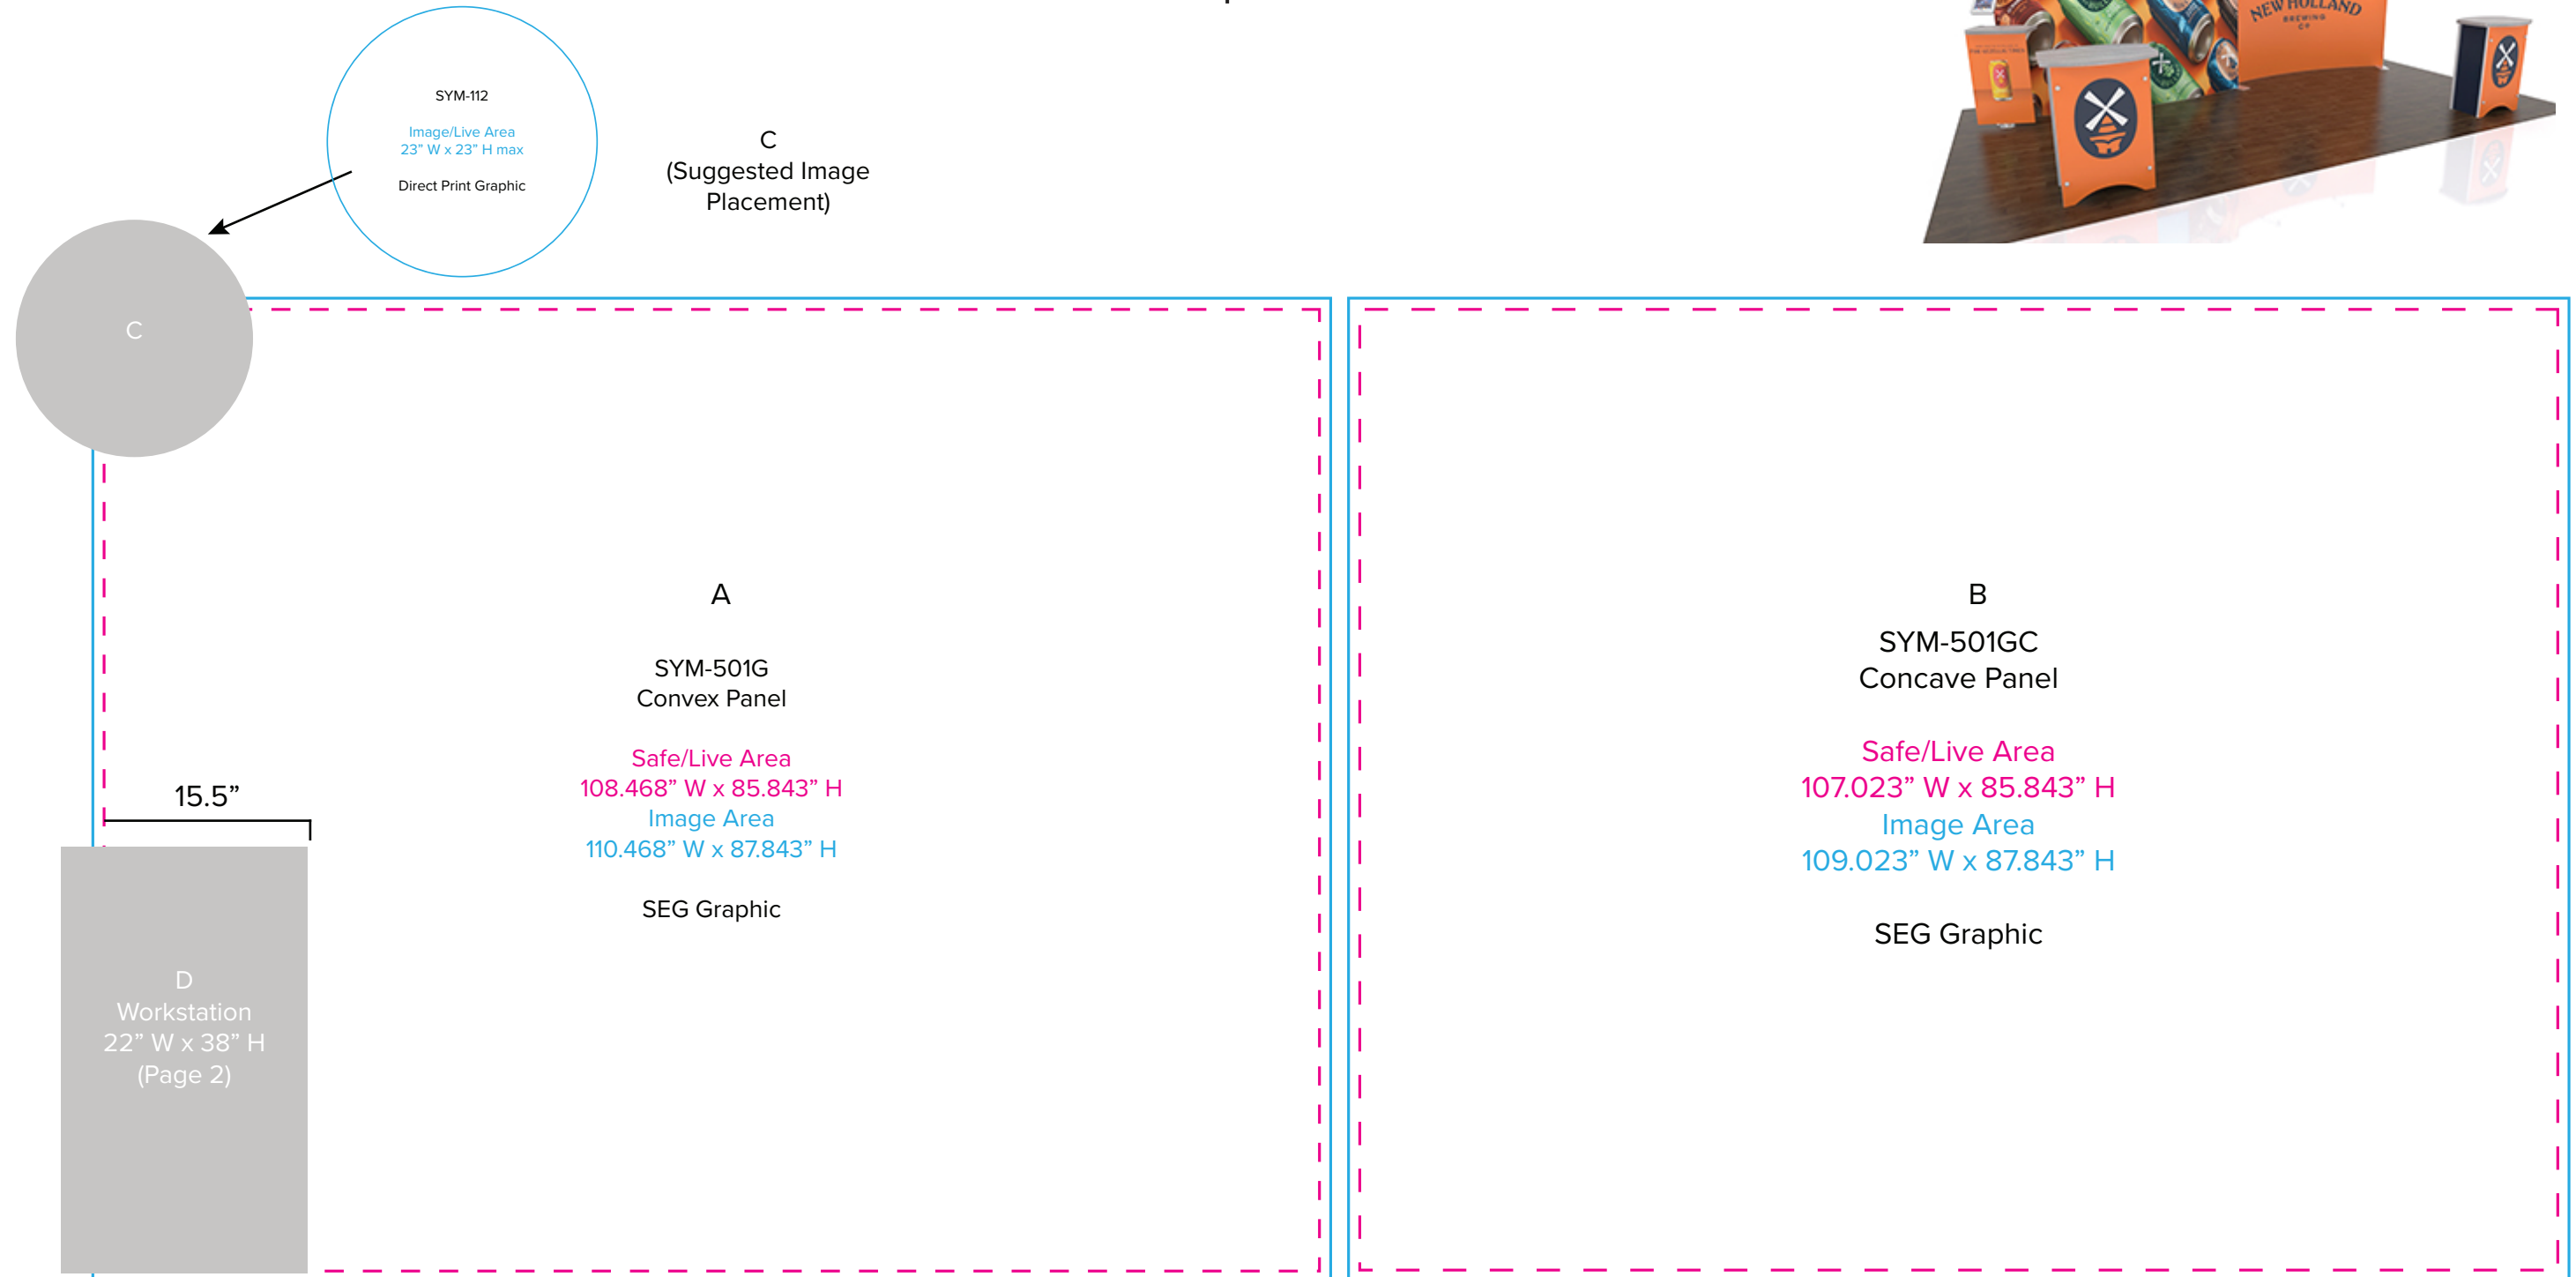 NEW HOLLAND
BREWING
Cº
SYM-112
Image/Live Area
23” W x 23” H max
Direct Print Graphic
C
(Suggested Image
Placement)
C
A
SYM-501G
Convex Panel
Safe/Live Area
108.468” W x 85.843” H
Image Area
110.468” W x 87.843” H
SEG Graphic
B
SYM-501GC
Concave Panel
Safe/Live Area
107.023” W x 85.843” H
Image Area
109.023” W x 87.843” H
SEG Graphic
15.5”
D
Workstation
22” W x 38” H
(Page 2)